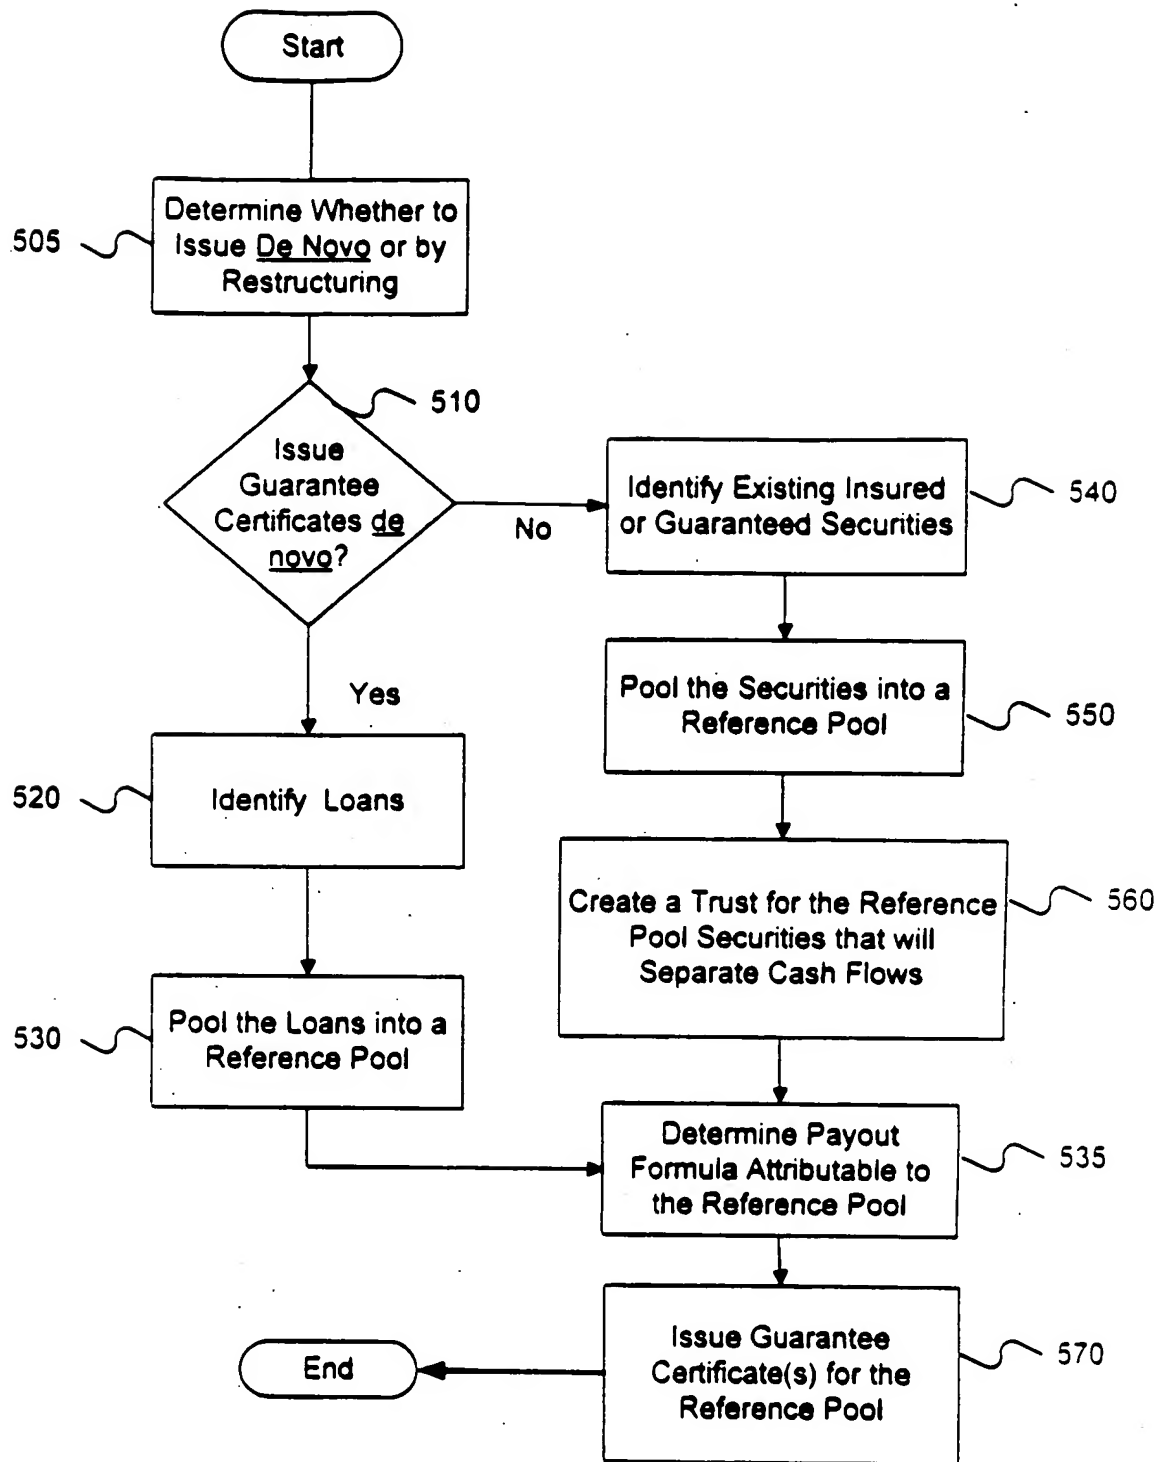 Start
505
Determine Whether to
Issue De Novo or by
Restructuring
510
Issue
Guarantee
Certificates de
novo?
No
Yes
Identify Existing Insured
or Guaranteed Securities
540
Pool the Securities into a
Reference Pool
550
520
Identify Loans
Create a Trust for the Reference
Pool Securities that will
Separate Cash Flows
560
530
Pool the Loans into a
Reference Pool
Determine Payout
Formula Attributable to
the Reference Pool
535
Issue Guarantee
Certificate(s) for the
Reference Pool
570
End